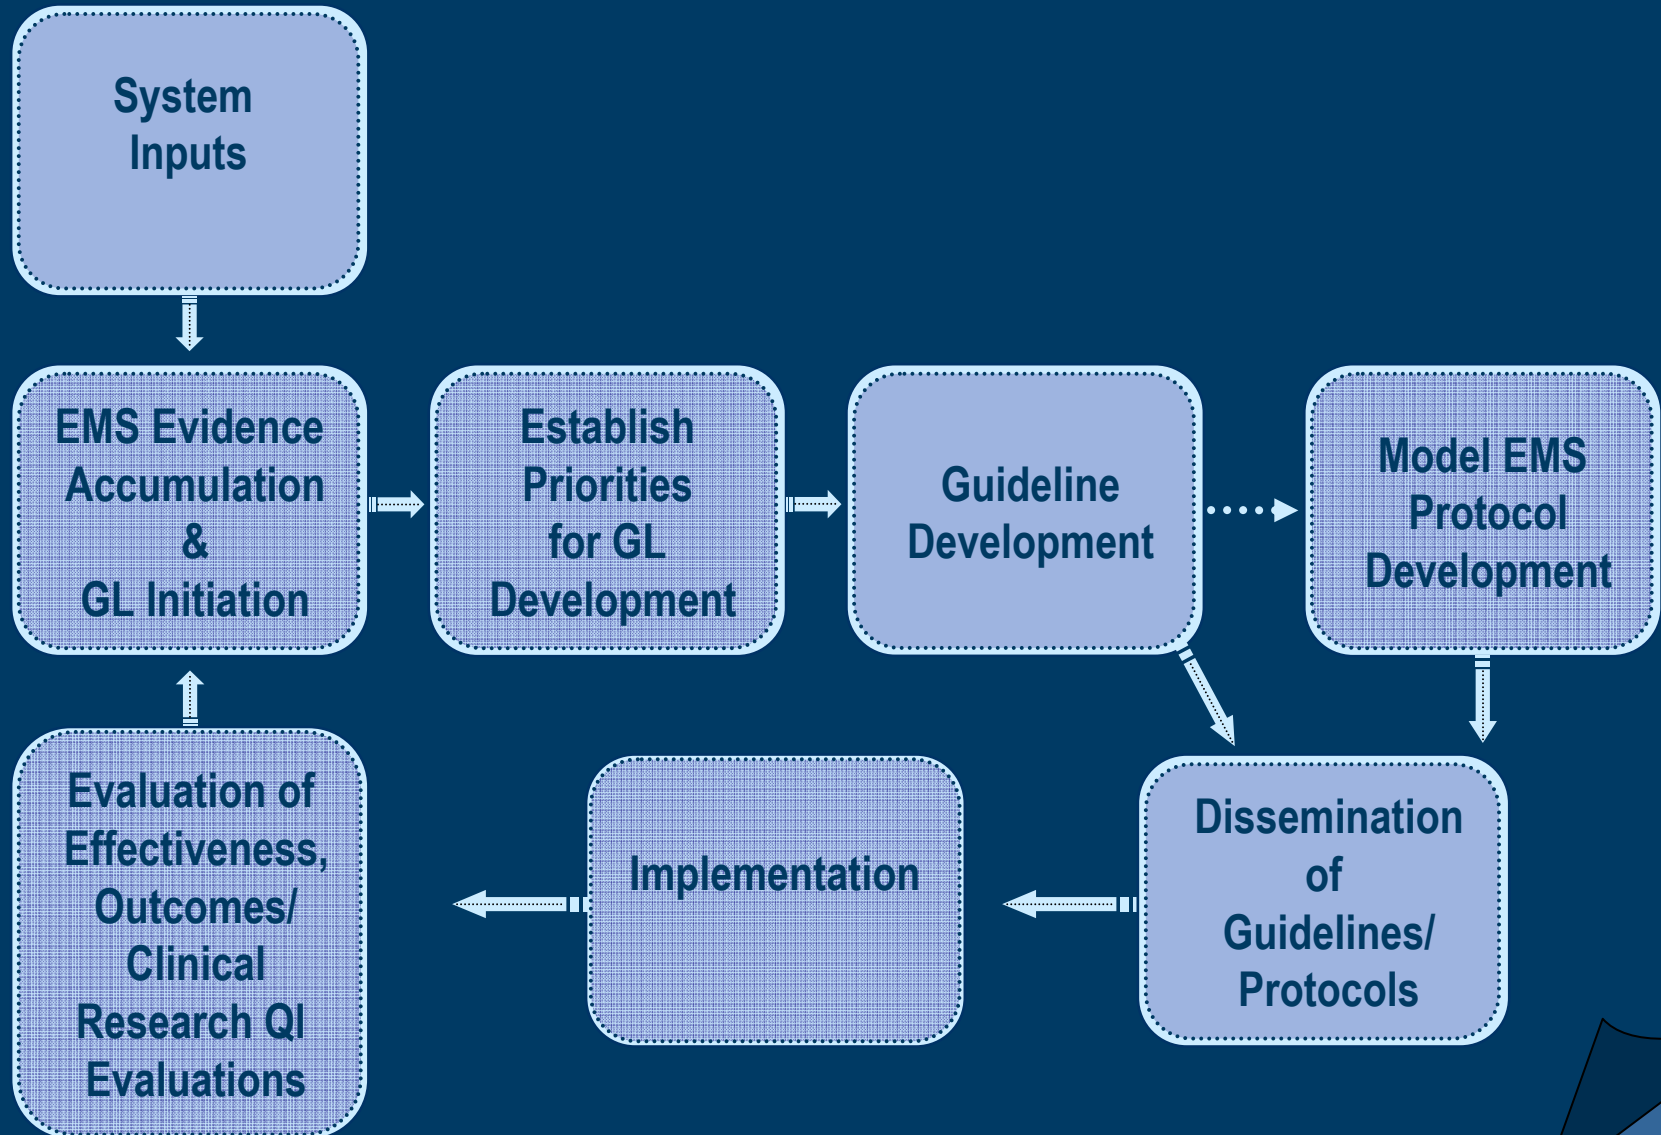 System
Inputs
EMS Evidence
Accumulation
&
GL Initiation
Establish
Priorities
for GL
Development
Guideline
Development
Model EMS
Protocol
Development
Evaluation of
Effectiveness,
Outcomes/
Clinical
Research QI
Evaluations
Implementation
Dissemination
of
Guidelines/
Protocols